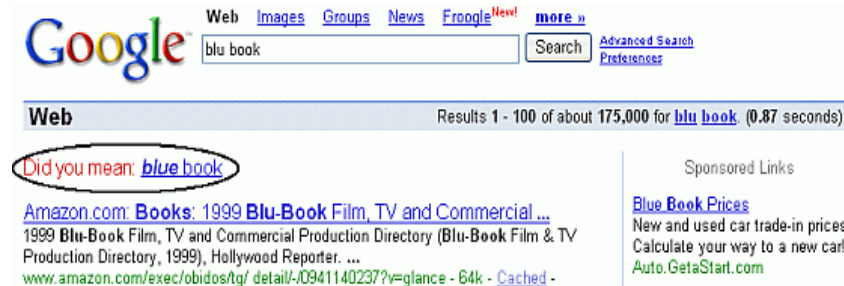 Web Images Groups News Froogle New! more »
Google
blu book Search Advanced Search
Preferences
Web Results 1 - 100 of about 175,000 for blu book. (0.87 seconds)
Did you mean: blue book
Sponsored Links
Amazon.com: Books: 1999 Blu-Book Film, TV and Commercial ...
1999 Blu-Book Film, TV and Commercial Production Directory (Blu-Book Film & TV
Production Directory, 1999), Hollywood Reporter. ...
www.amazon.com/exec/obidos/tg/ detail/-/0941140237?v=glance - 64k - Cached -
Blue Book Prices
New and used car trade-in prices
Calculate your way to a new car!
Auto.GetaStart.com